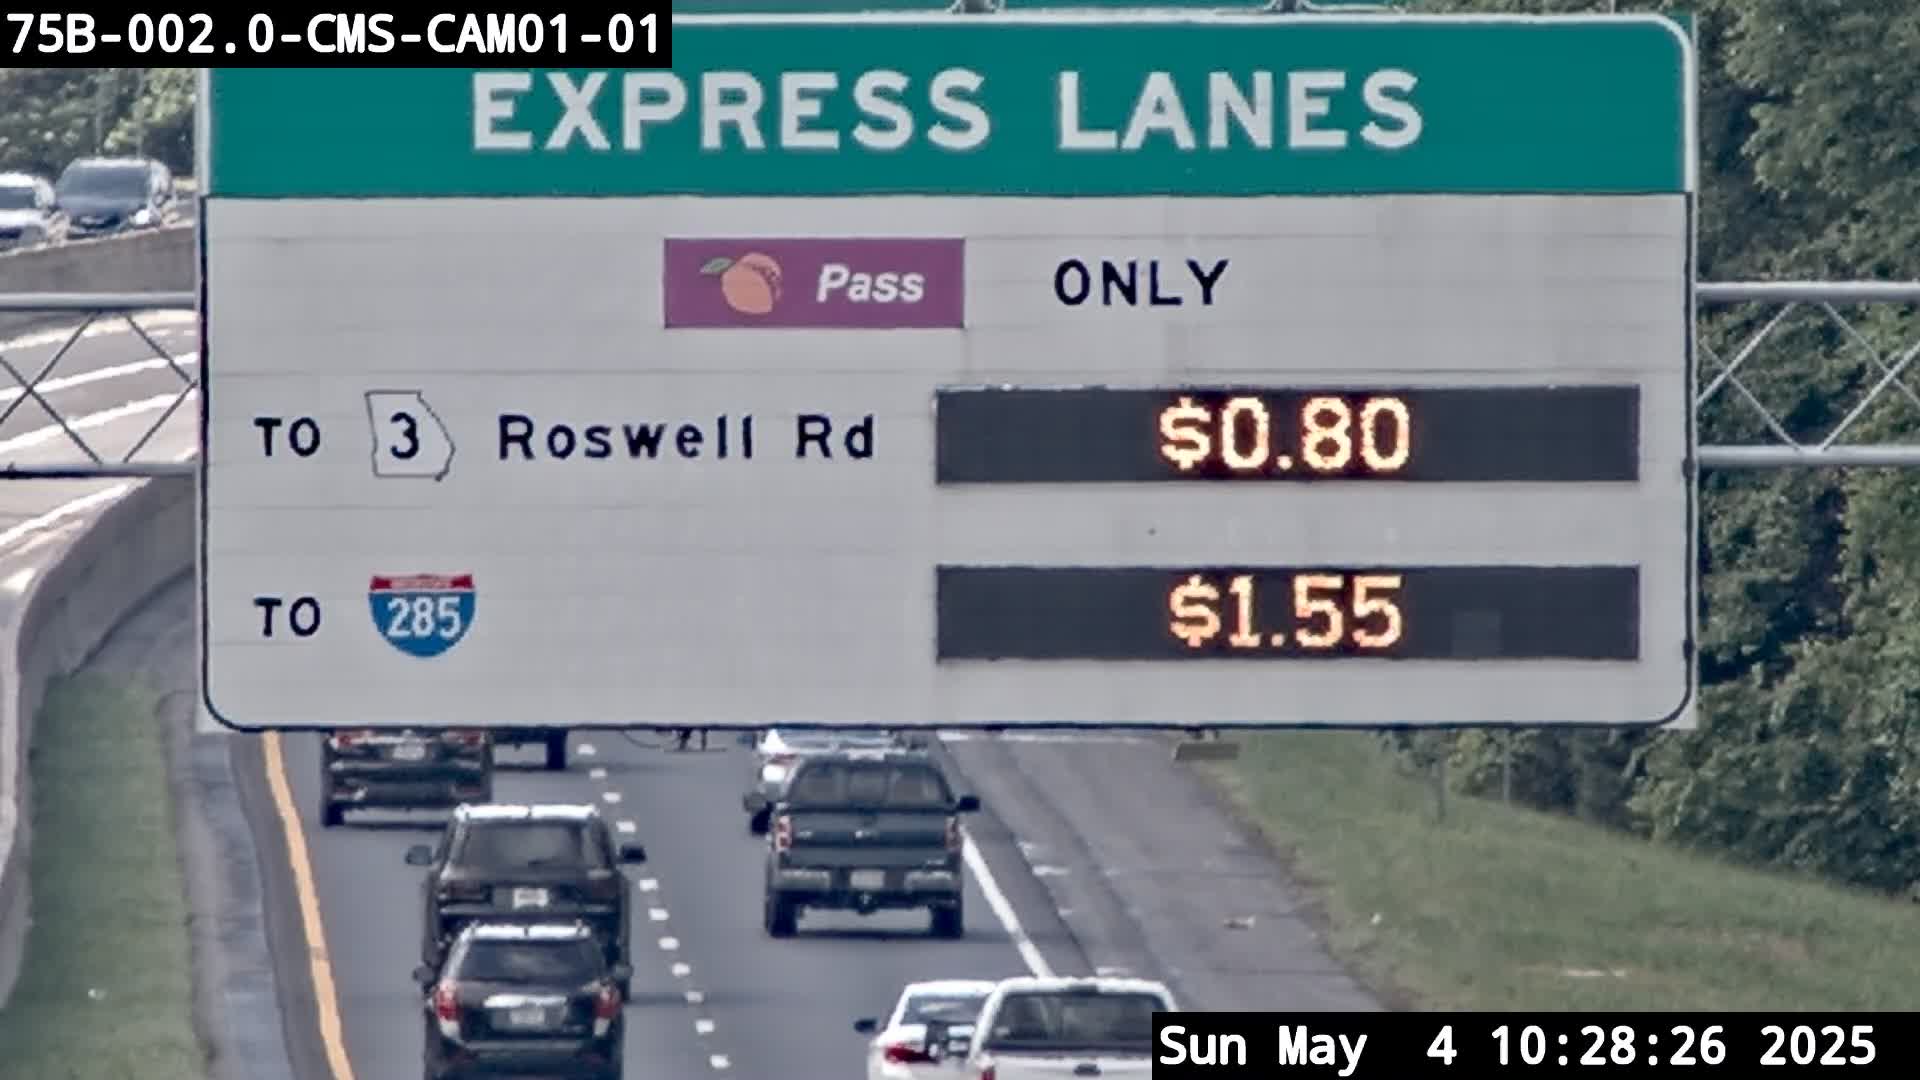 75B-002.0-CMS-CAM01-01
EXPRESS LANES
Pass ONLY
TO 3 Roswell Rd $0.80
TO 285 $1.55
Sun May 4 10:28:26 2025